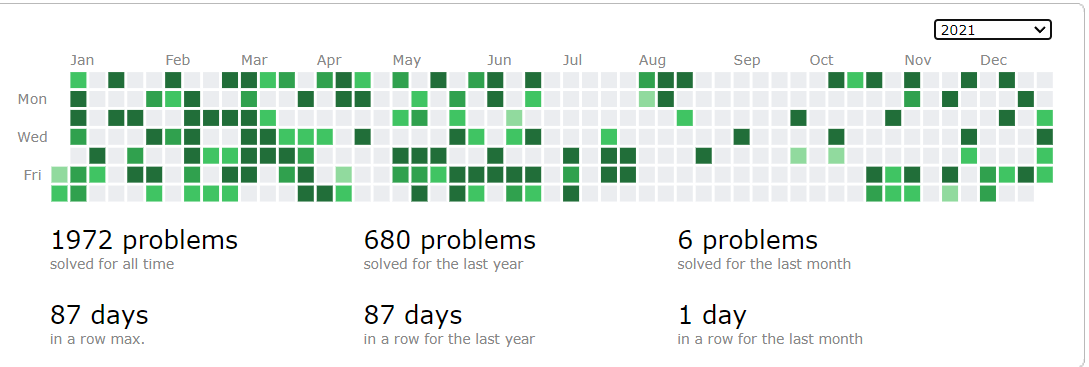 2021
Jan Feb Mar Apr May Jun Jul Aug Sep Oct Nov Dec
Mon
Wed
Fri
1972 problems 680 problems 6 problems
solved for all time solved for the last year solved for the last month
87 days 87 days 1 day
in a row max. in a row for the last year in a row for the last month